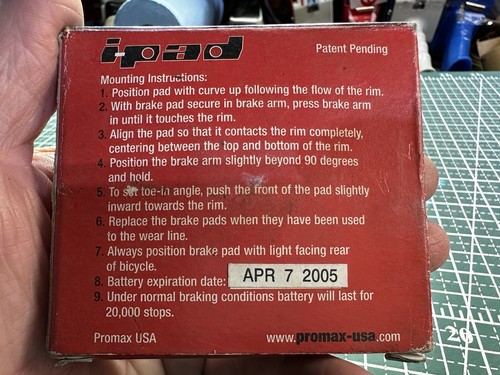 i-pad
Patent Pending
Mounting Instructions:
1. Position pad with curve up following the flow of the rim.
2. With brake pad secure in brake arm, press brake arm
in until it touches the rim.
3. Align the pad so that it contacts the rim completely,
centering between the top and bottom of the rim.
4. Position the brake arm slightly beyond 90 degrees
and hold.
5. To set toe-in angle, push the front of the pad slightly
inward towards the rim.
6. Replace the brake pads when they have been used
to the wear line.
7. Always position brake pad with light facing rear
of bicycle.
8. Battery expiration date: APR 7 2005
9. Under normal braking conditions battery will last for
20,000 stops.
Promax USA
www.promax-usa.com